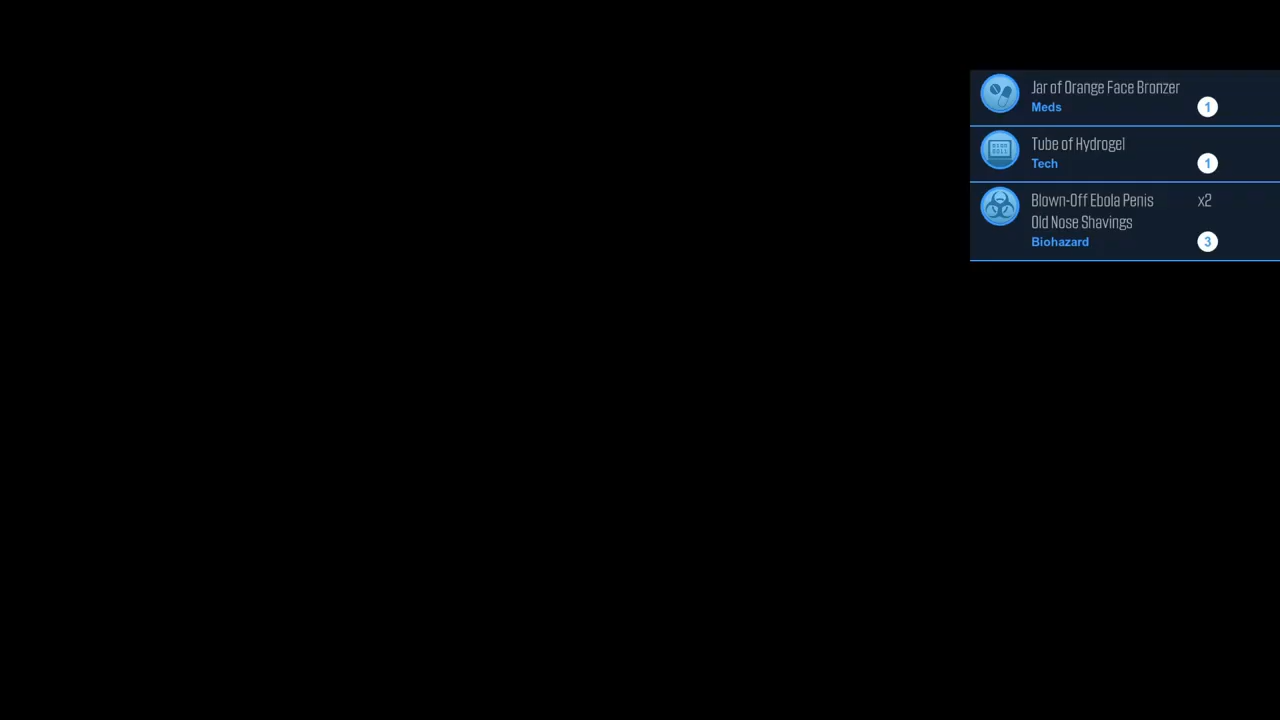 Jar of Orange Face Bronzer
Meds 1
Tube of Hydrogel
Tech 1
Blown-Off Ebola Penis x2
Old Nose Shavings
Biohazard 3